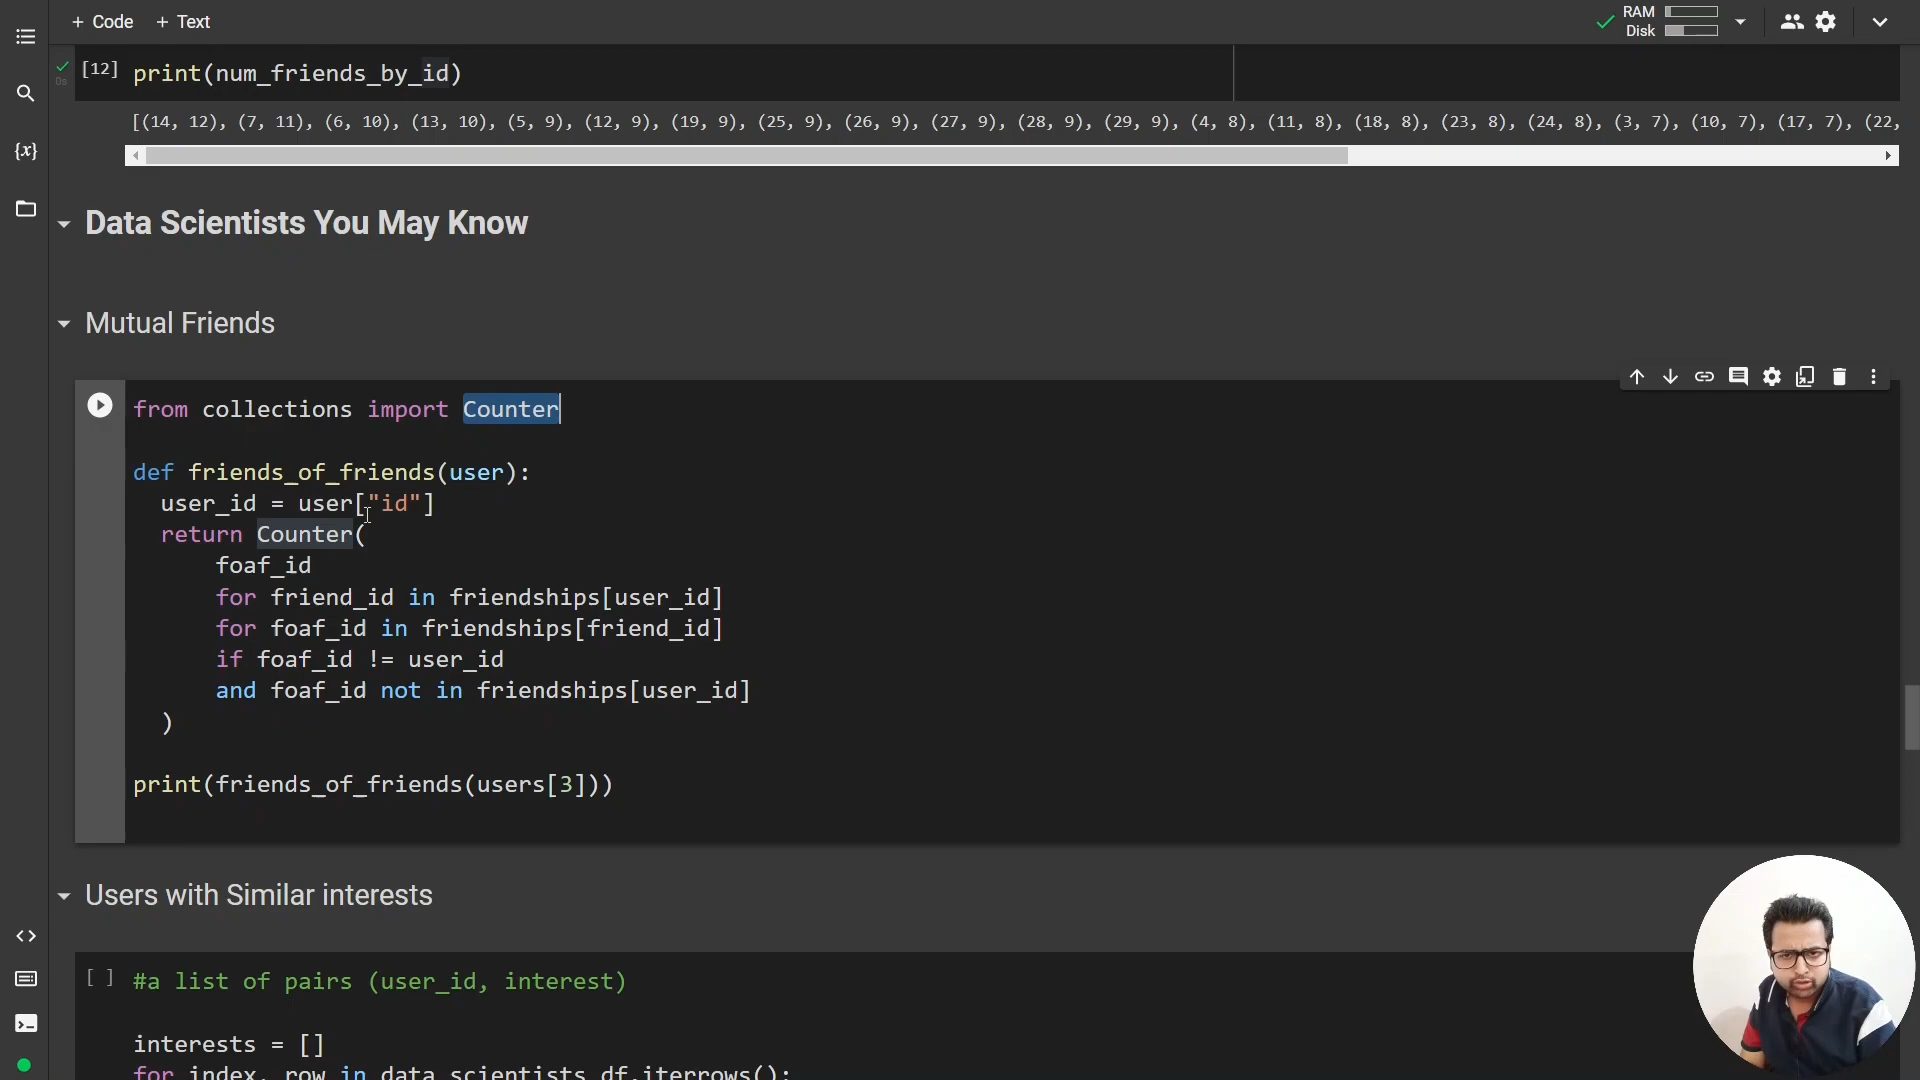 + Code + Text
RAM
Disk
[12] print(num_friends_by_id)
0s
[(14, 12), (7, 11), (6, 10), (13, 10), (5, 9), (12, 9), (19, 9), (25, 9), (26, 9), (27, 9), (28, 9), (29, 9), (4, 8), (11, 8), (18, 8), (23, 8), (24, 8), (3, 7), (10, 7), (17, 7), (22,
{x}
Data Scientists You May Know
Mutual Friends
from collections import Counter
def friends_of_friends(user):
  user_id = user["id"]
  return Counter(
      foaf_id
      for friend_id in friendships[user_id]
      for foaf_id in friendships[friend_id]
      if foaf_id != user_id
      and foaf_id not in friendships[user_id]
  )
print(friends_of_friends(users[3]))
Users with Similar interests
[ ] #a list of pairs (user_id, interest)
interests = []
for index, row in data_scientists_df.iterrows():